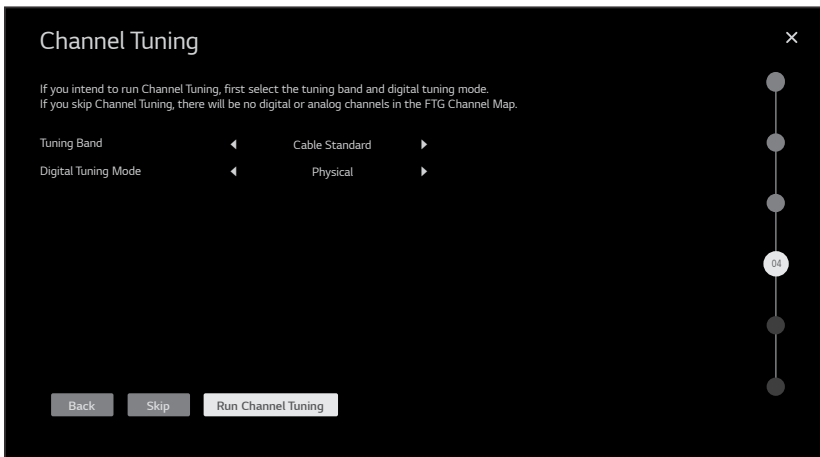 Channel Tuning
If you intend to run Channel Tuning, first select the tuning band and digital tuning mode.
If you skip Channel Tuning, there will be no digital or analog channels in the FTG Channel Map.
Tuning Band Cable Standard
Digital Tuning Mode Physical
04
Back Skip Run Channel Tuning